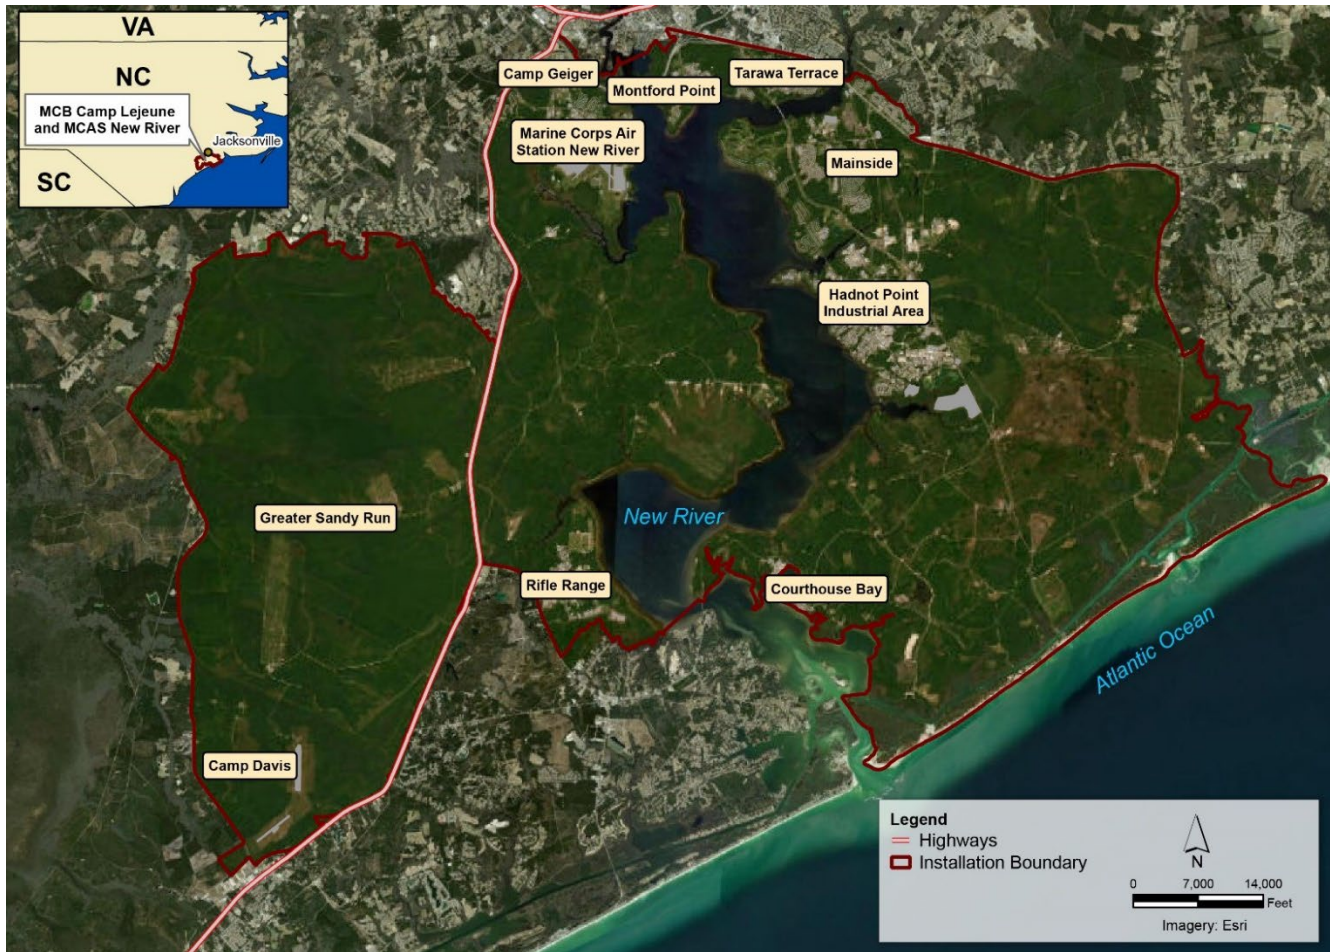 VA
NC
MCB Camp Lejeune
and MCAS New River
Jacksonville
SC
Camp Geiger
Montford Point
Tarawa Terrace
Marine Corps Air
Station New River
Mainside
Hadnot Point
Industrial Area
Greater Sandy Run
New River
Rifle Range
Courthouse Bay
Atlantic Ocean
Camp Davis
Legend
Highways
Installation Boundary
N
0 7,000 14,000
Feet
Imagery: Esri